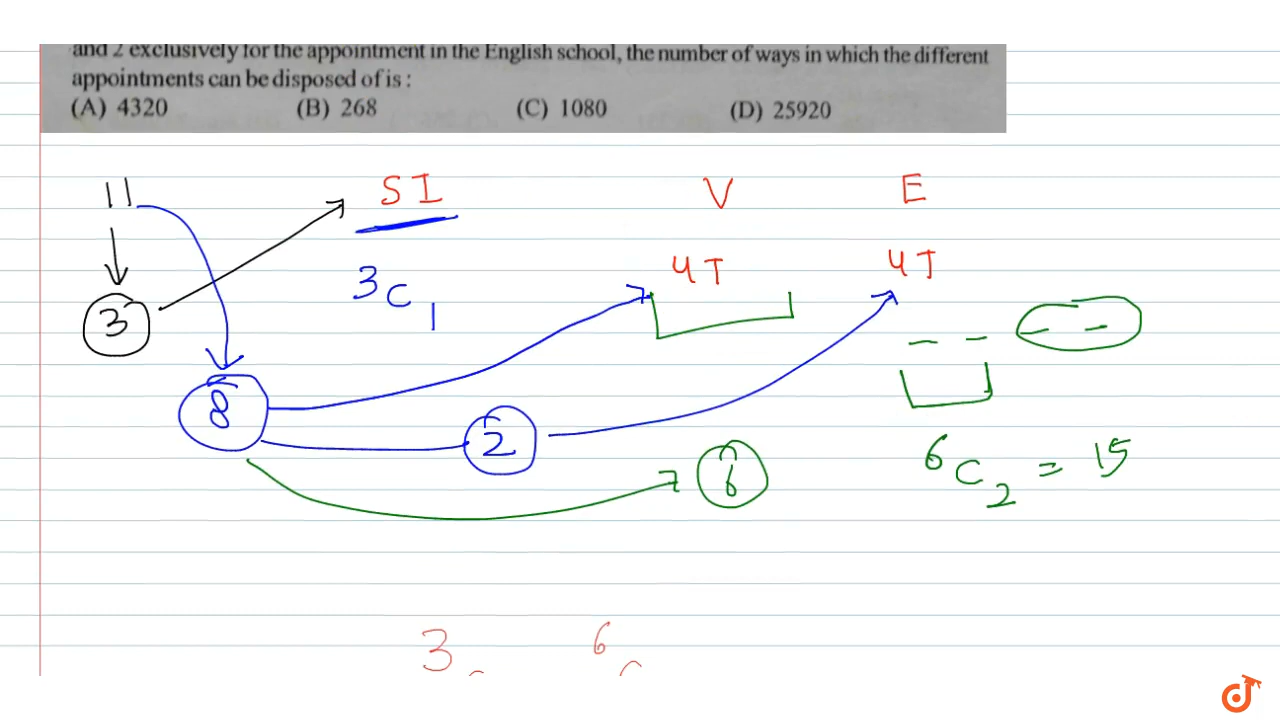 and 2 exclusively for the appointment in the English school, the number of ways in which the different
appointments can be disposed of is :
(A) 4320 (B) 268 (C) 1080 (D) 25920
11 SI V E
3C1 4T 4T
3
8 2
6 6C2 = 15
3 6